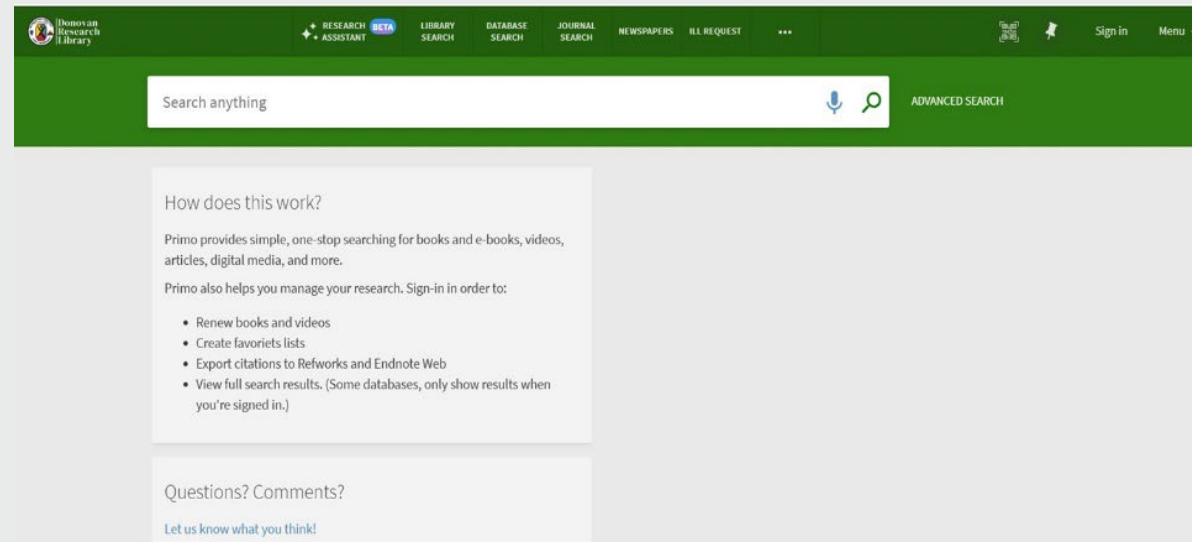 Donovan
Research
Library
RESEARCH
ASSISTANT
BETA
LIBRARY
SEARCH
DATABASE
SEARCH
JOURNAL
SEARCH
NEWSPAPERS
ILL REQUEST
...
Sign in
Menu
Search anything
ADVANCED SEARCH
How does this work?
Primo provides simple, one-stop searching for books and e-books, videos,
articles, digital media, and more.
Primo also helps you manage your research. Sign-in in order to:
• Renew books and videos
• Create favoriets lists
• Export citations to Refworks and Endnote Web
• View full search results. (Some databases, only show results when
you're signed in.)
Questions? Comments?
Let us know what you think!